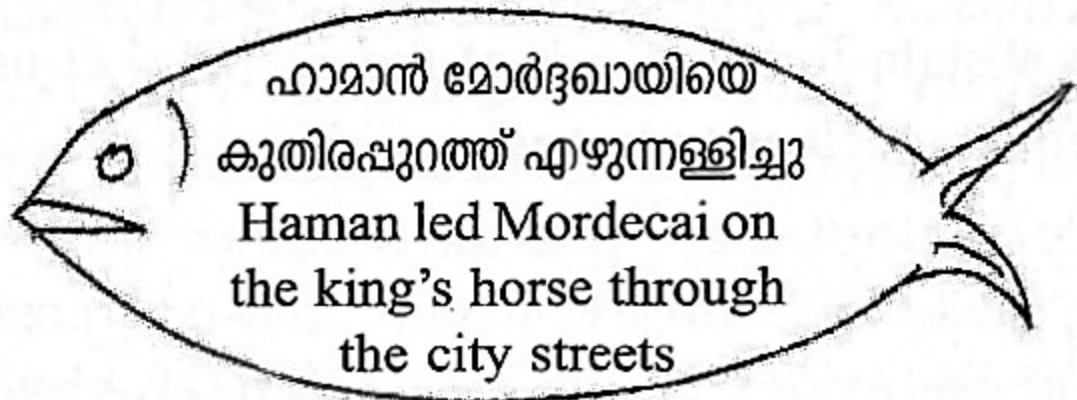 ഹാമാൻ മോർദ്ദഖായിയെ
കുതിരപ്പുറത്ത് എഴുന്നള്ളിച്ചു
Haman led Mordecai on
the king's horse through
the city streets